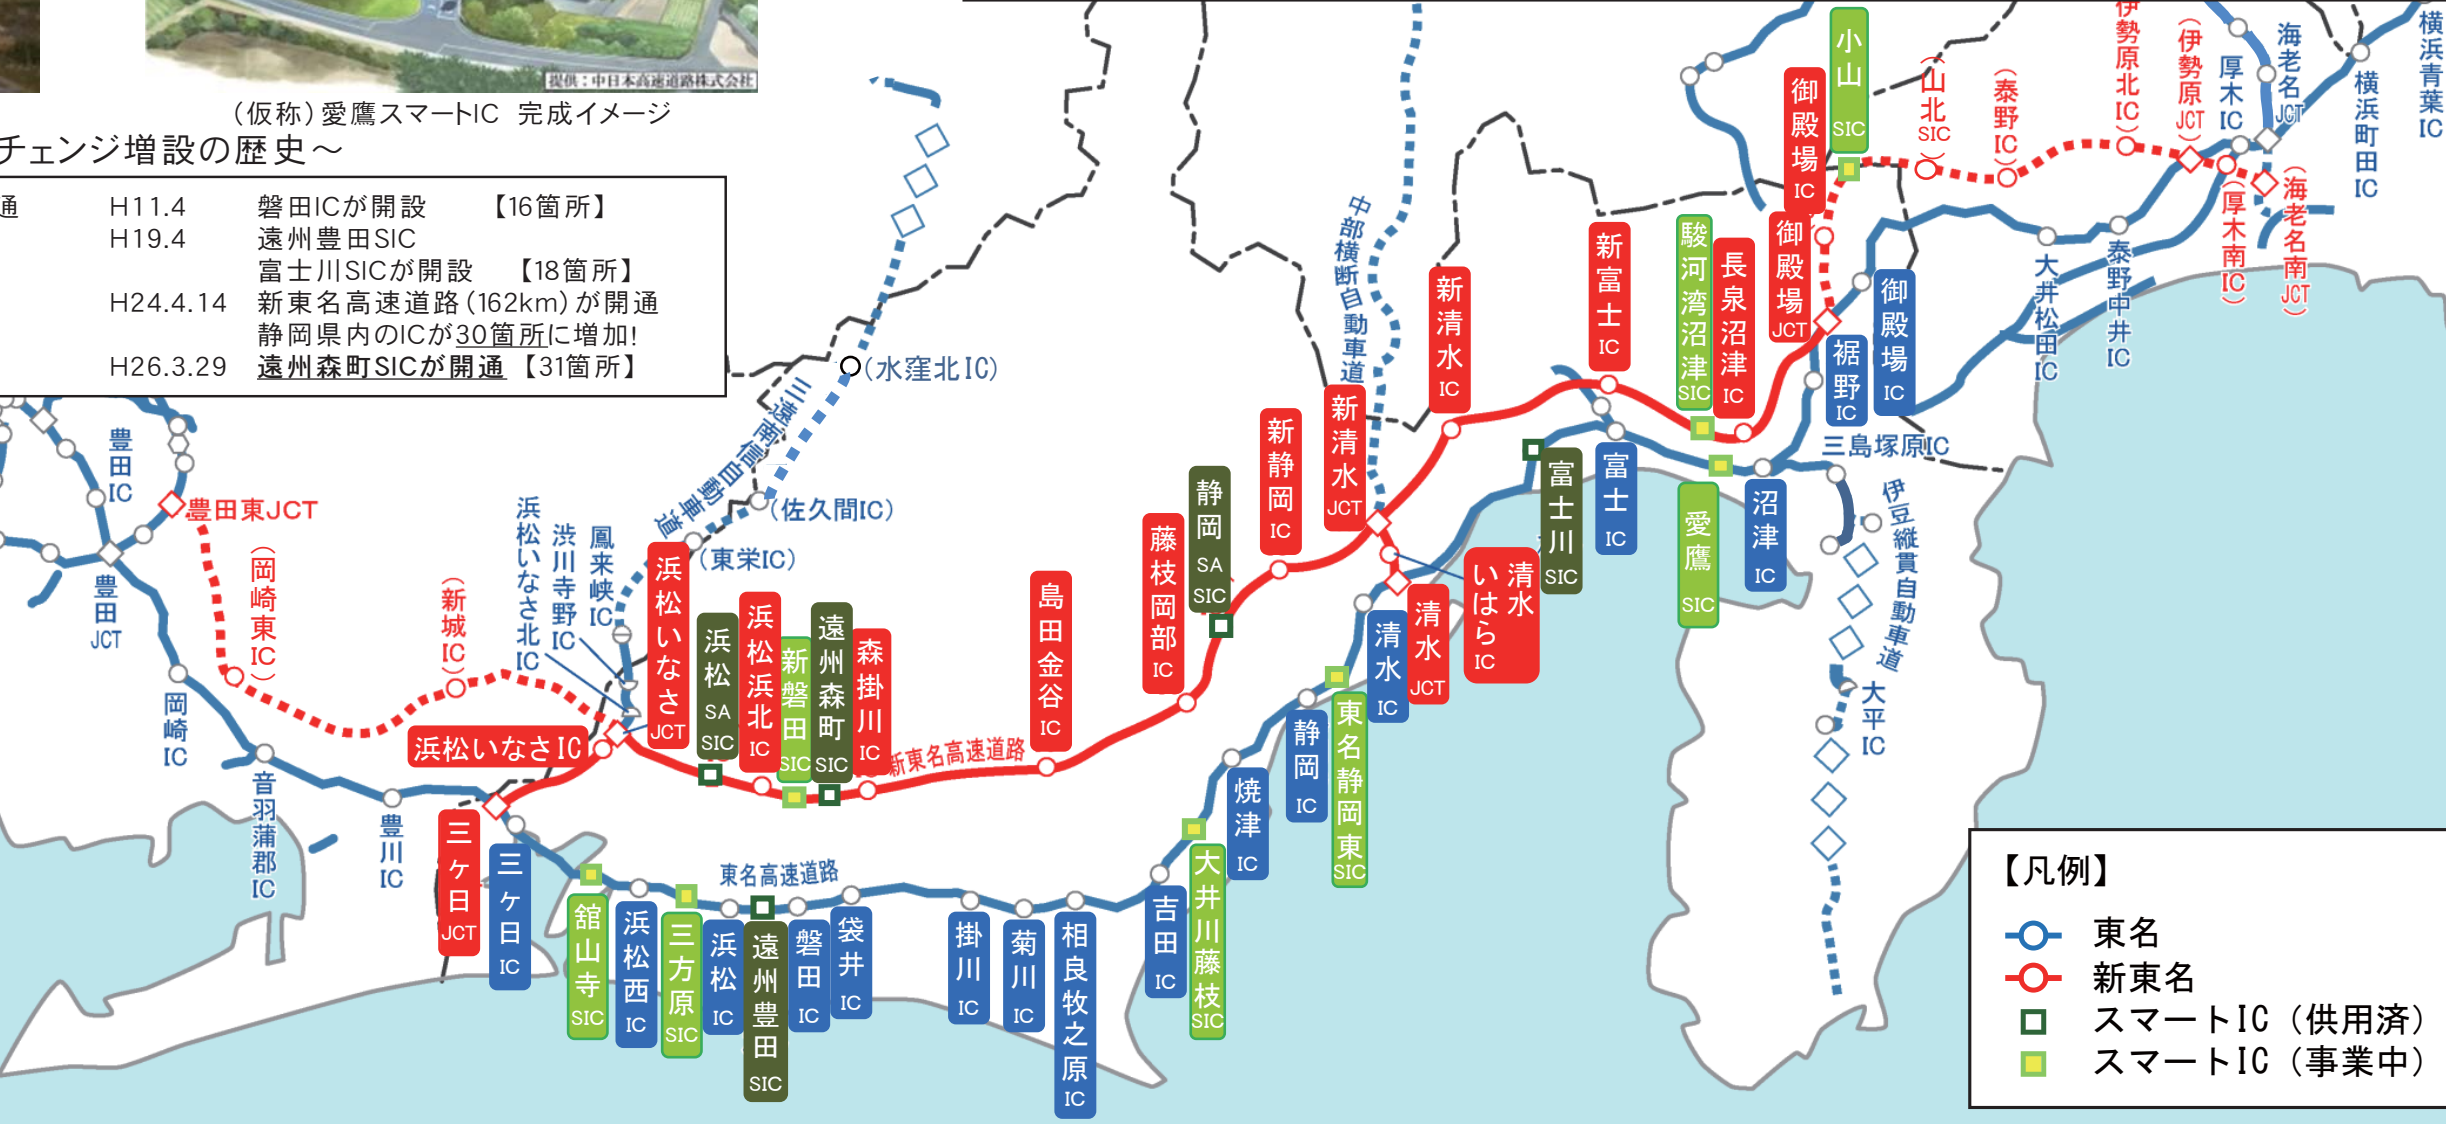 提供：中日本高速道路株式会社
（仮称）愛鷹スマートIC 完成イメージ
チェンジ増設の歴史～
通
H11.4 磐田ICが開設 【16箇所】
H19.4 遠州豊田SIC
富士川SICが開設 【18箇所】
H24.4.14 新東名高速道路（162km）が開通
静岡県内のICが30箇所に増加！
H26.3.29 遠州森町SICが開通【31箇所】
豊田IC
豊田東JCT
豊田JCT
（岡崎東IC）
（新城IC）
岡崎IC
音羽蒲郡IC
豊川IC
浜松いなさ北IC
渋川寺野IC
鳳来峡IC
（東栄IC）
（佐久間IC）
（水窪北IC）
三遠南信自動車道
浜松いなさIC
浜松いなさJCT
三ヶ日JCT
三ヶ日IC
浜松SA SIC
浜松浜北IC
新磐田SIC
遠州森町SIC
森掛川IC
新東名高速道路
島田金谷IC
藤枝岡部IC
静岡SA SIC
新静岡IC
新清水JCT
新清水IC
中部横断自動車道
新富士IC
駿河湾沼津SIC
長泉沼津IC
御殿場JCT
御殿場IC
小山SIC
（山北SIC）
（秦野IC）
伊勢原北IC）
（伊勢原JCT）
厚木IC
海老名JCT
横浜町田IC
横浜青葉IC
（厚木南IC）
（海老名南JCT）
秦野中井IC
大井松田IC
御殿場IC
裾野IC
三島塚原IC
伊豆縦貫自動車道
大平IC
沼津IC
愛鷹SIC
富士IC
富士川SIC
清水いはらIC
清水JCT
清水IC
東名静岡東SIC
静岡IC
焼津IC
大井川藤枝SIC
吉田IC
相良牧之原IC
菊川IC
掛川IC
東名高速道路
袋井IC
磐田IC
遠州豊田SIC
浜松IC
三方原SIC
浜松西IC
舘山寺SIC
【凡例】
東名
新東名
スマートIC（供用済）
スマートIC（事業中）